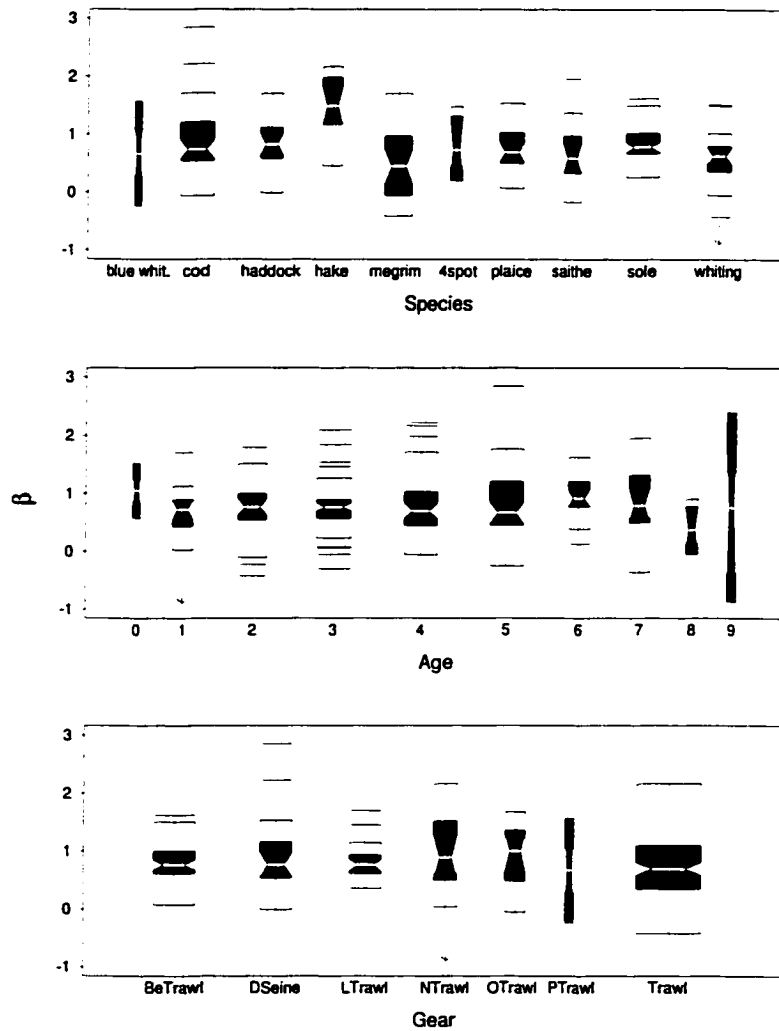 3
2
1
0
-1
blue whit. cod haddock hake megrim 4spot plaice saithe sole whiting
Species
3
2
1
0
-1
β
0 1 2 3 4 5 6 7 8 9
Age
3
2
1
0
-1
BeTrawl DSeine LTrawl NTrawl OTrawl PTrawl Trawl
Gear